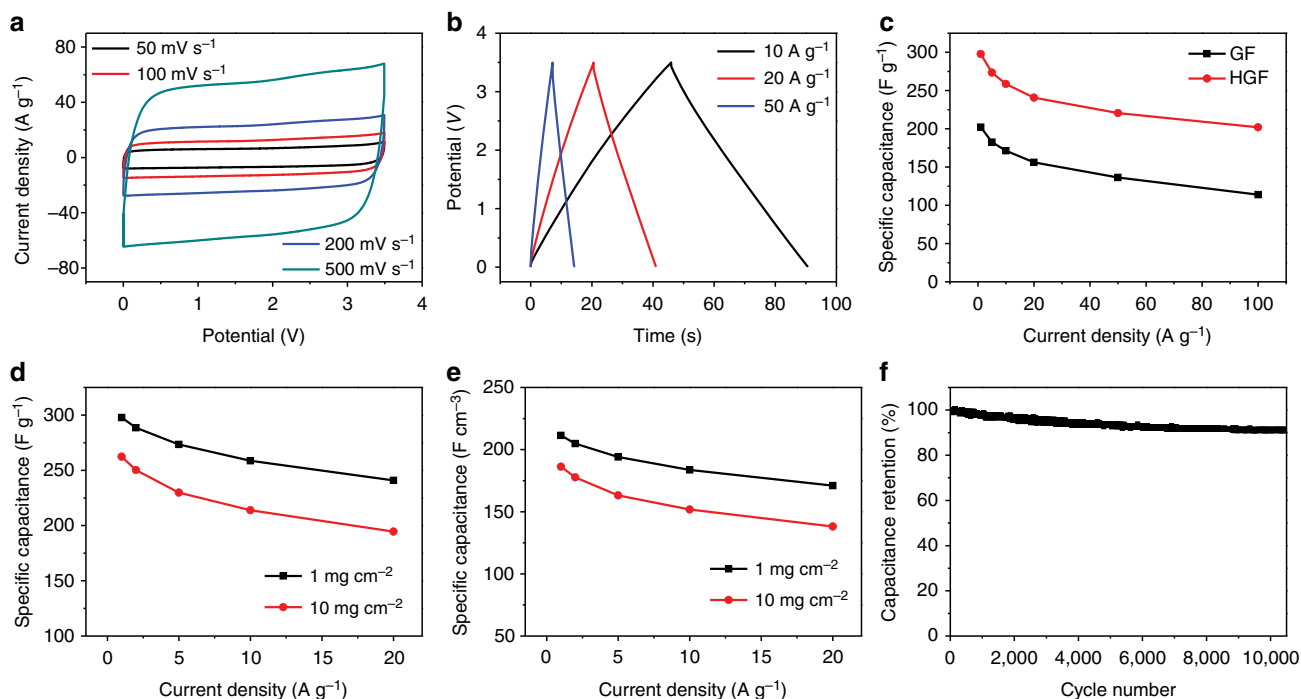 a
50 mV s⁻¹
100 mV s⁻¹
200 mV s⁻¹
500 mV s⁻¹
Current density (A g⁻¹)
80
40
0
–40
–80
0
1
2
3
4
Potential (V)
b
10 A g⁻¹
20 A g⁻¹
50 A g⁻¹
Potential (V)
4
3
2
1
0
0
20
40
60
80
100
Time (s)
c
GF
HGF
Specific capacitance (F g⁻¹)
300
250
200
150
100
50
0
0
20
40
60
80
100
Current density (A g⁻¹)
d
Specific capacitance (F g⁻¹)
300
250
200
150
100
1 mg cm⁻²
10 mg cm⁻²
0
5
10
15
20
Current density (A g⁻¹)
e
Specific capacitance (F cm⁻³)
250
200
150
100
50
1 mg cm⁻²
10 mg cm⁻²
0
5
10
15
20
Current density (A g⁻¹)
f
Capacitance retention (%)
120
100
80
60
40
20
0
0
2,000
4,000
6,000
8,000
10,000
Cycle number